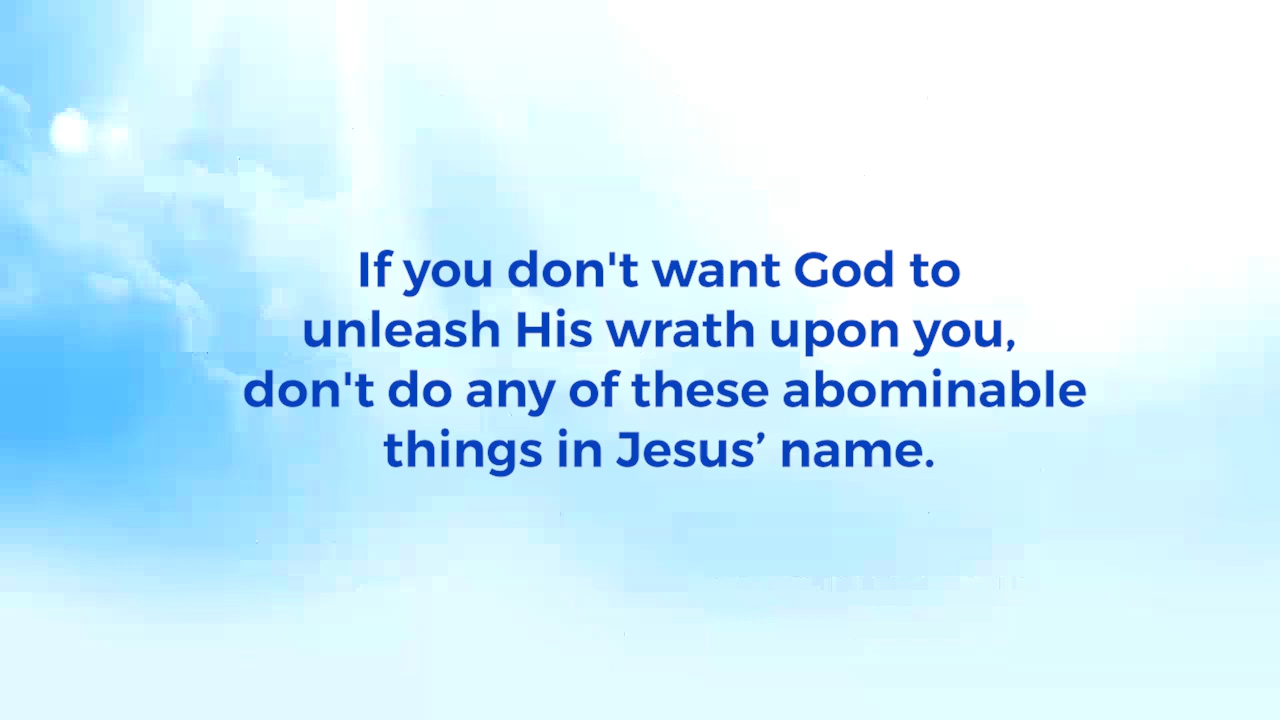 If you don't want God to
unleash His wrath upon you,
don't do any of these abominable
things in Jesus’ name.